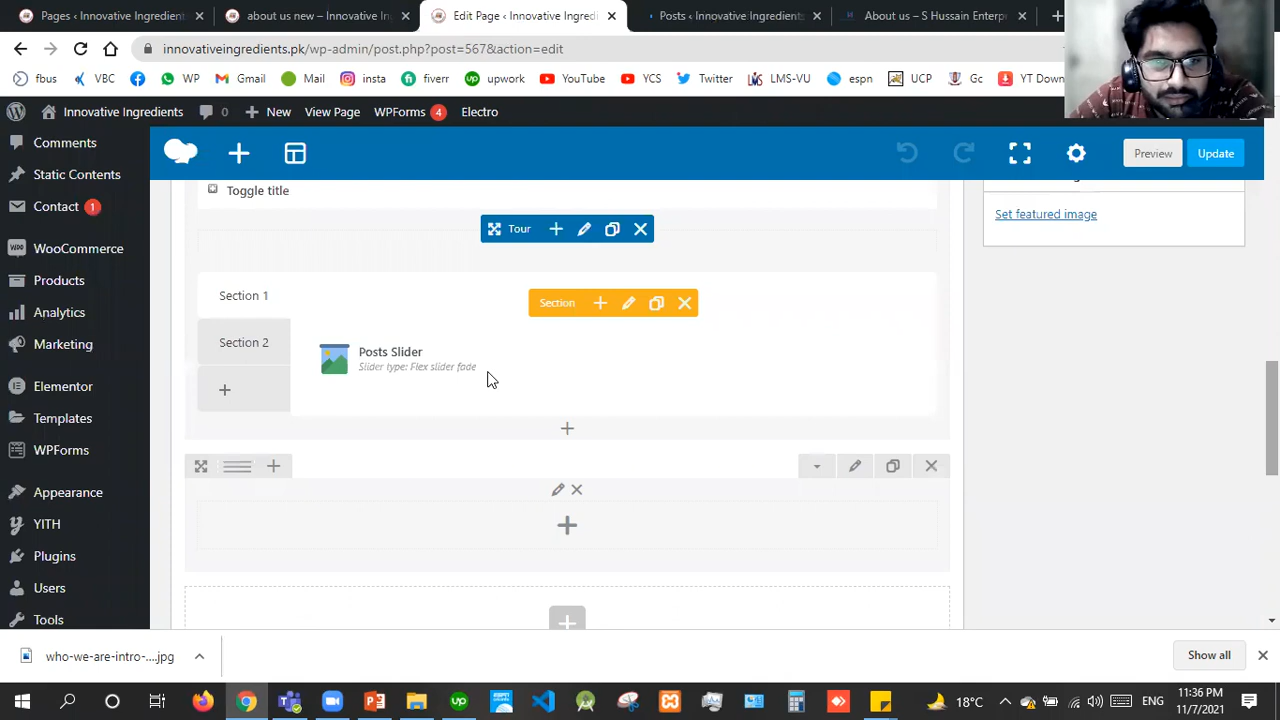 Pages ‹ Innovative Ingredients
about us new – Innovative In
Edit Page ‹ Innovative Ingredi
Posts ‹ Innovative Ingredients
About us – S Hussain Enterp
innovativeingredients.pk/wp-admin/post.php?post=567&action=edit
fbus
VBC
WP
Gmail
Mail
insta
fiverr
upwork
YouTube
YCS
Twitter
LMS-VU
espn
UCP
Gc
YT Down
Innovative Ingredients
0
New
View Page
WPForms 4
Electro
Comments
Static Contents
Contact 1
WooCommerce
Products
Analytics
Marketing
Elementor
Templates
WPForms
Appearance
YITH
Plugins
Users
Tools
Preview
Update
Toggle title
Set featured image
Tour
Section 1
Section
Section 2
Posts Slider
Slider type: Flex slider fade
who-we-are-intro-....jpg
Show all
18°C
ENG
11:36 PM
11/7/2021